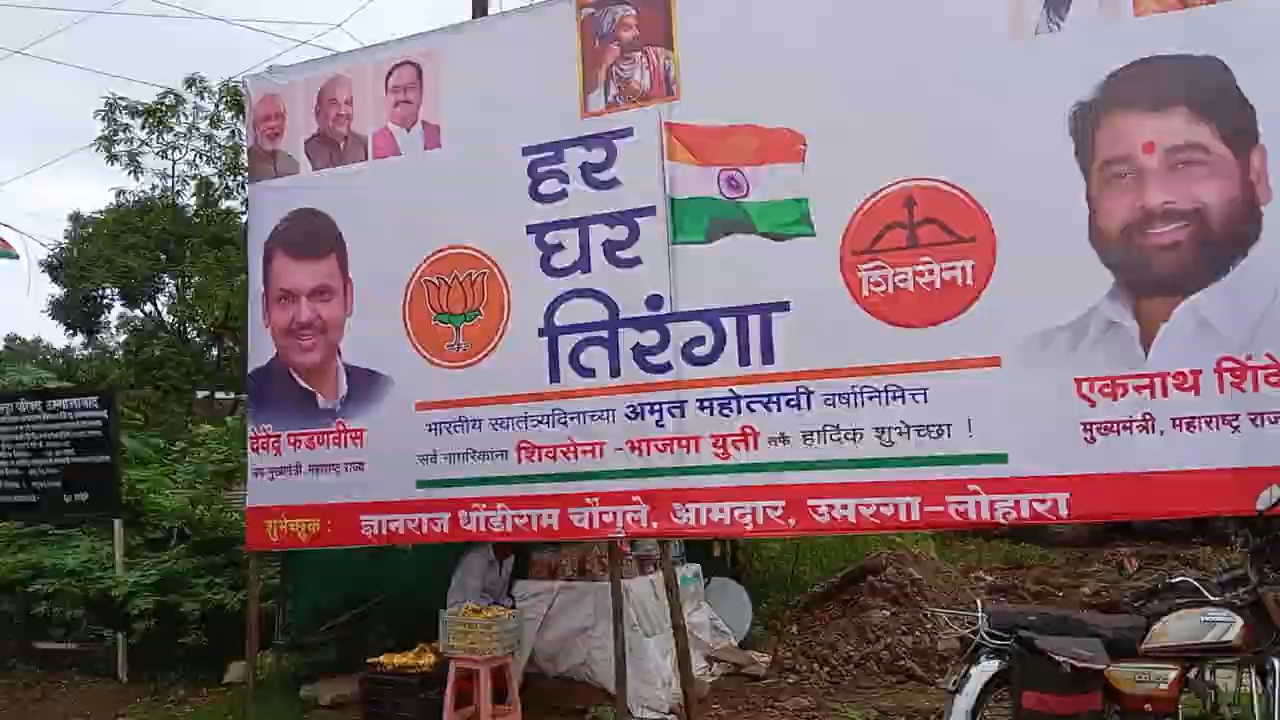 हर
घर
तिरंगा
शिवसेना
भारतीय स्वातंत्र्यदिनाच्या अमृत महोत्सवी वर्षानिमित्त
सर्व नागरिकांना शिवसेना -भाजपा युती तर्फे हार्दिक शुभेच्छा !
देवेंद्र फडणवीस
मुख्यमंत्री महाराष्ट्र राज्य
एकनाथ शिंदे
मुख्यमंत्री, महाराष्ट्र राज्
शुभेच्छुक : ज्ञानराज धोंडीराम चौगुले, आमदार, उमरगा-लोहारा